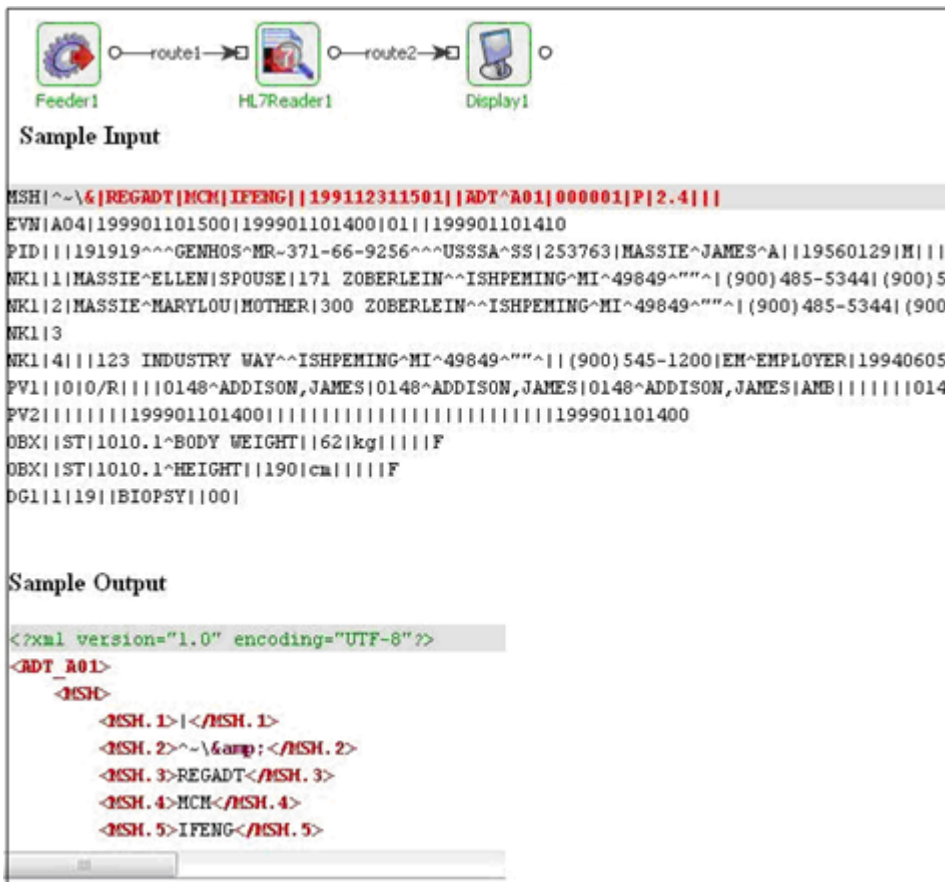 route1 route2
Feeder1 HL7Reader1 Display1
Sample Input
MSH|^~\&|REGADT|MCM|IFENG||199112311501||ADT^A01|000001|P|2.4|||
EVN|A04|199901101500|199901101400|01||199901101410
PID|||191919^^^GENHOS^MR~371-66-9256^^^USSSA^SS|253763|MASSIE^JAMES^A||19560129|M|||
NK1|1|MASSIE^ELLEN|SPOUSE|171 ZOBERLEIN^^ISHPEMING^MI^49849^""^|(900)485-5344|(900)5
NK1|2|MASSIE^MARYLOU|MOTHER|300 ZOBERLEIN^^ISHPEMING^MI^49849^""^|(900)485-5344|(900
NK1|3
NK1|4|||123 INDUSTRY WAY^^ISHPEMING^MI^49849^""^||(900)545-1200|EM^EMPLOYER|19940605
PV1||0|0/R||||0148^ADDISON,JAMES|0148^ADDISON,JAMES|0148^ADDISON,JAMES|AMB|||||||014
PV2||||||||199901101400||||||||||||||||||||||||||199901101400
OBX||ST|1010.1^BODY WEIGHT||62|kg|||||F
OBX||ST|1010.1^HEIGHT||190|cm|||||F
DG1|1|19||BIOPSY||00|
Sample Output
<?xml version="1.0" encoding="UTF-8"?>
<ADT_A01>
<MSH>
<MSH.1>|</MSH.1>
<MSH.2>^~\&amp;</MSH.2>
<MSH.3>REGADT</MSH.3>
<MSH.4>MCM</MSH.4>
<MSH.5>IFENG</MSH.5>